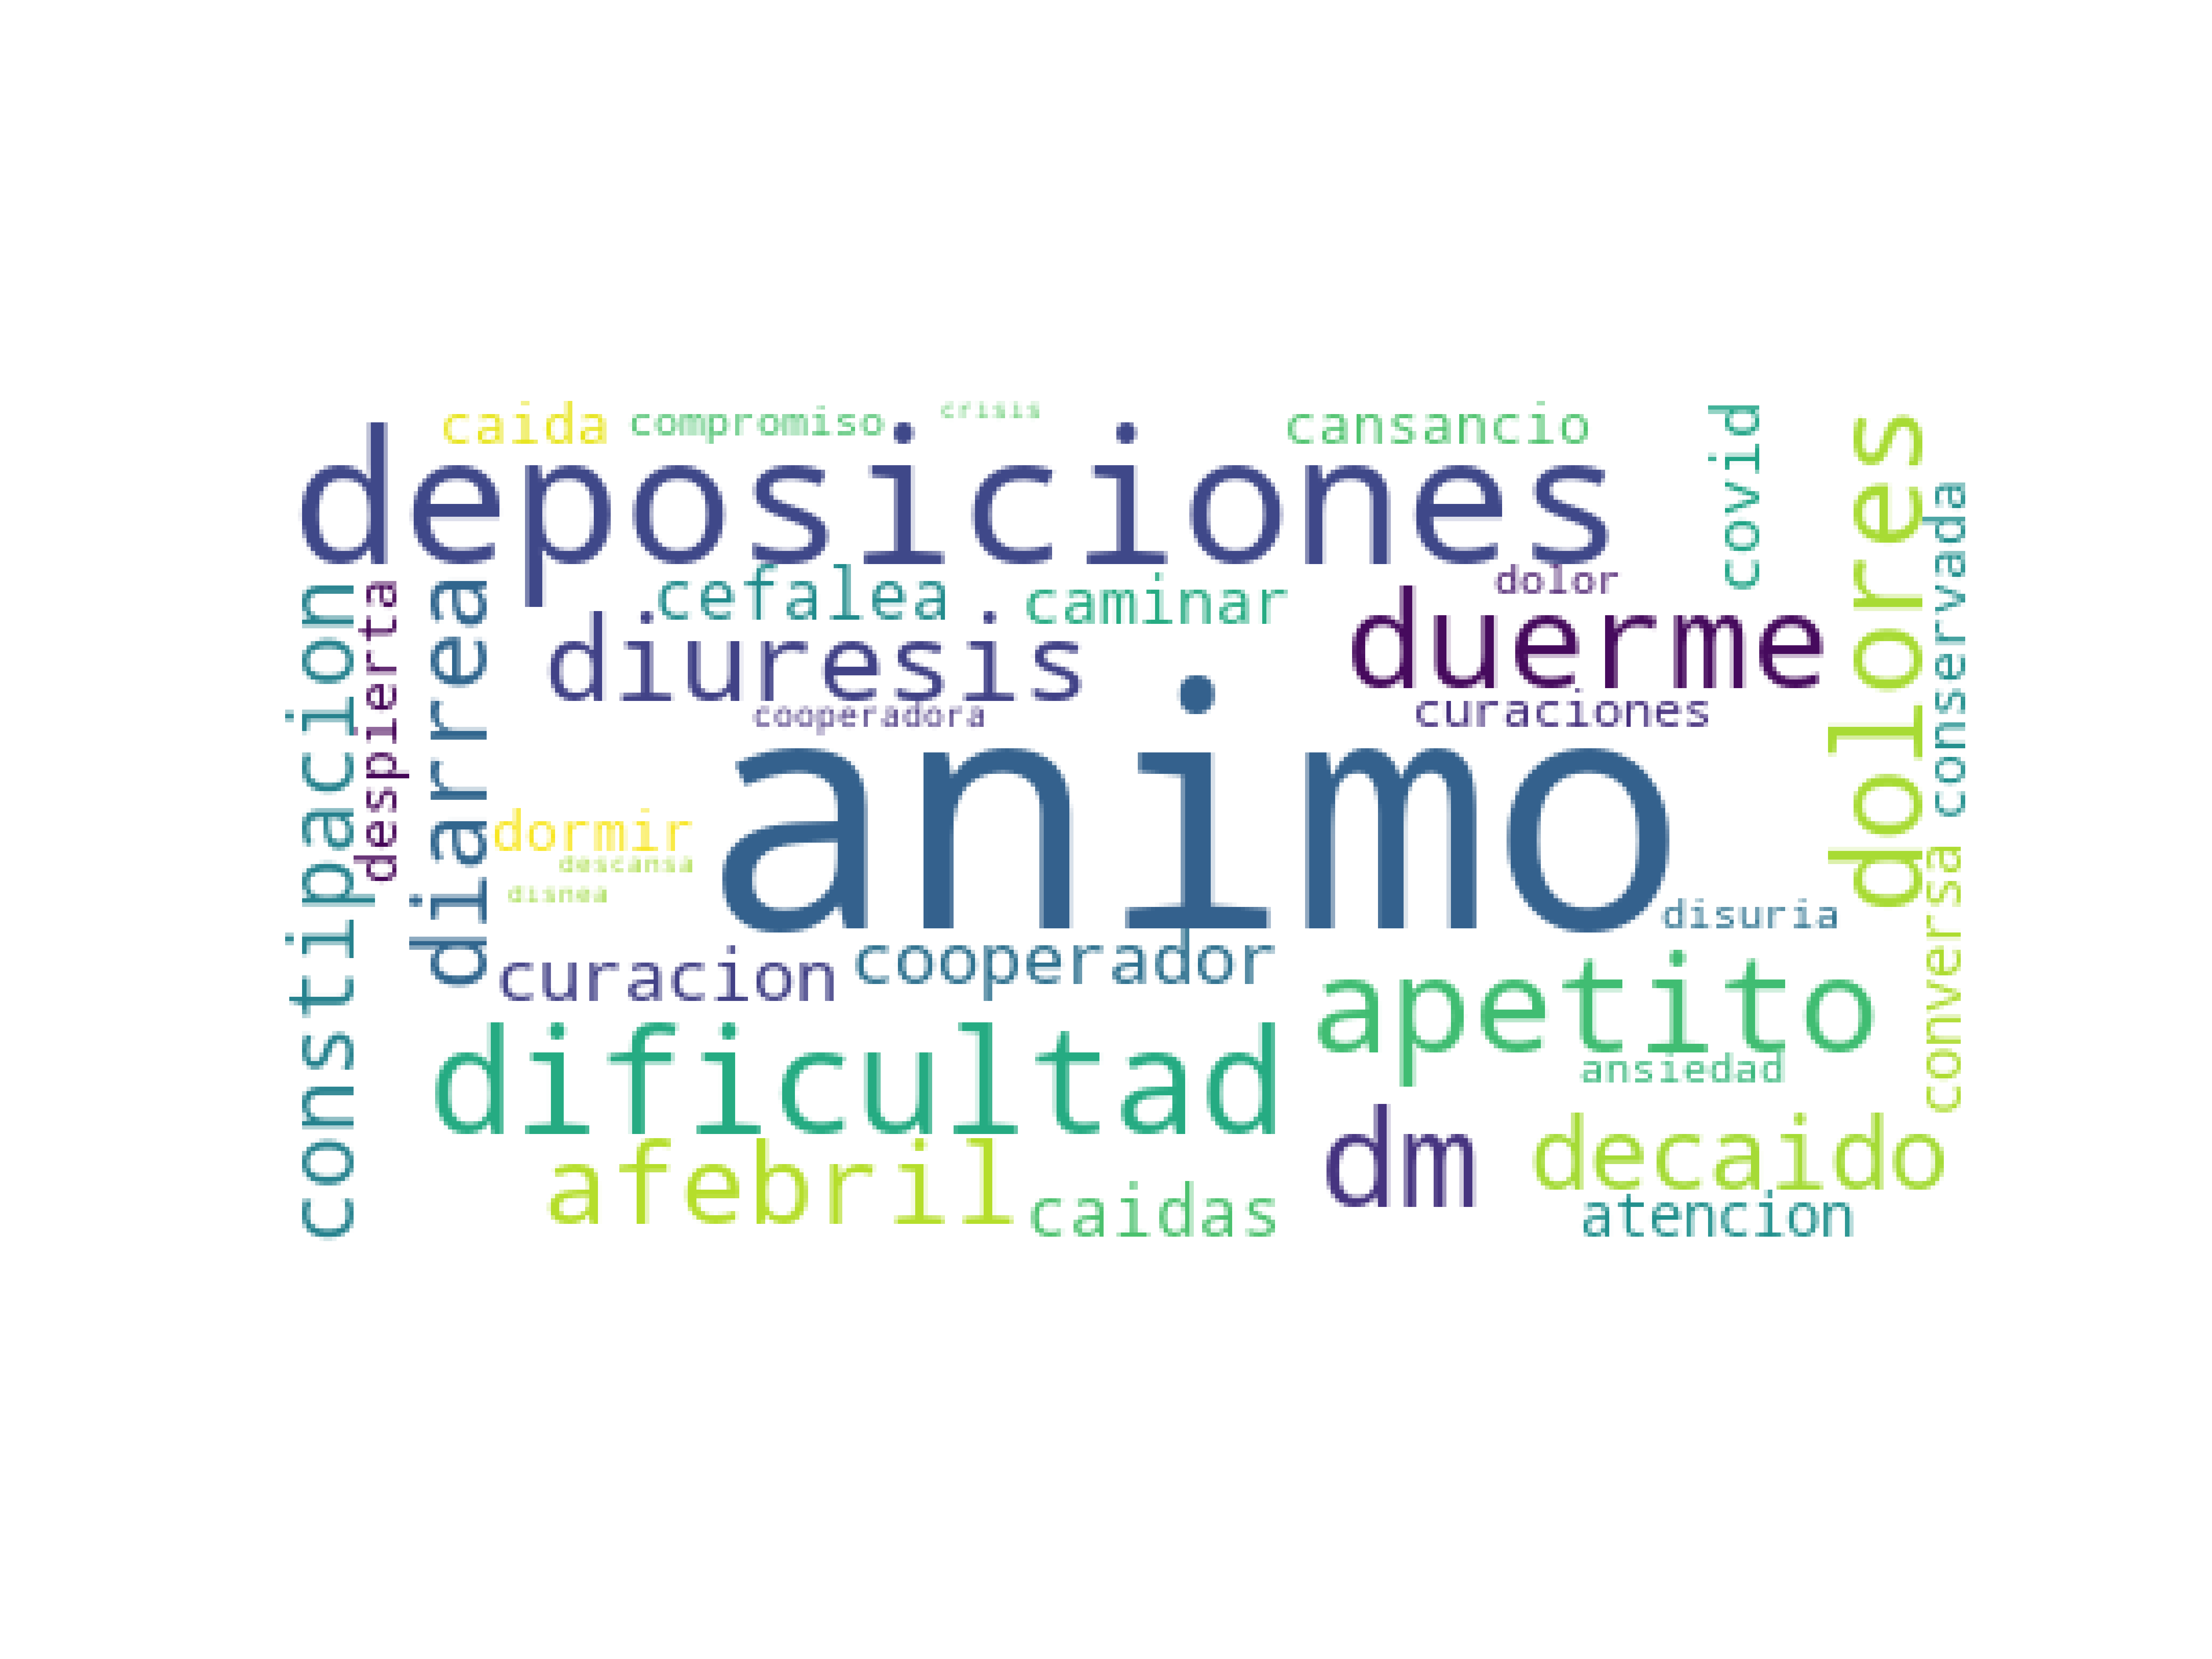 caida
compromiso
crisis
cansancio
covid
deposiciones
dolores
conservada
constipacion
despierta
diarrea
cefalea
caminar
dolor
diuresis
duerme
cooperadora
curaciones
animo
dormir
descansa
disnea
disuria
conversa
curacion
cooperador
apetito
ansiedad
dificultad
dm
decaido
afebril
caidas
atencion